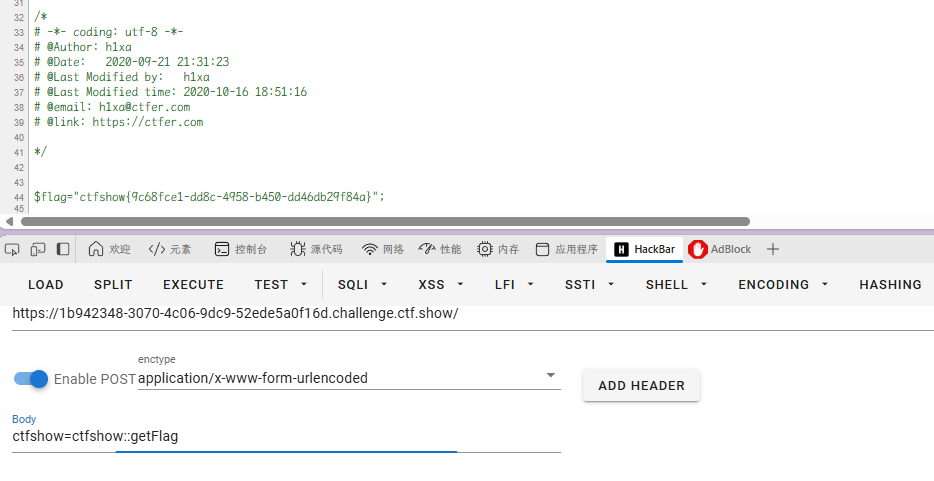 31
32 /*
33 # -*- coding: utf-8 -*-
34 # @Author: h1xa
35 # @Date:   2020-09-21 21:31:23
36 # @Last Modified by:   h1xa
37 # @Last Modified time: 2020-10-16 18:51:16
38 # @email: h1xa@ctfer.com
39 # @link: https://ctfer.com
40
41 */
42
43
44 $flag="ctfshow{9c68fce1-dd8c-4958-b450-dd46db29f84a}";
45
欢迎 </> 元素 控制台 源代码 网络 性能 内存 应用程序 H HackBar AdBlock +
LOAD SPLIT EXECUTE TEST SQLI XSS LFI SSTI SHELL ENCODING HASHING
https://1b942348-3070-4c06-9dc9-52ede5a0f16d.challenge.ctf.show/
enctype
Enable POST application/x-www-form-urlencoded ADD HEADER
Body
ctfshow=ctfshow::getFlag